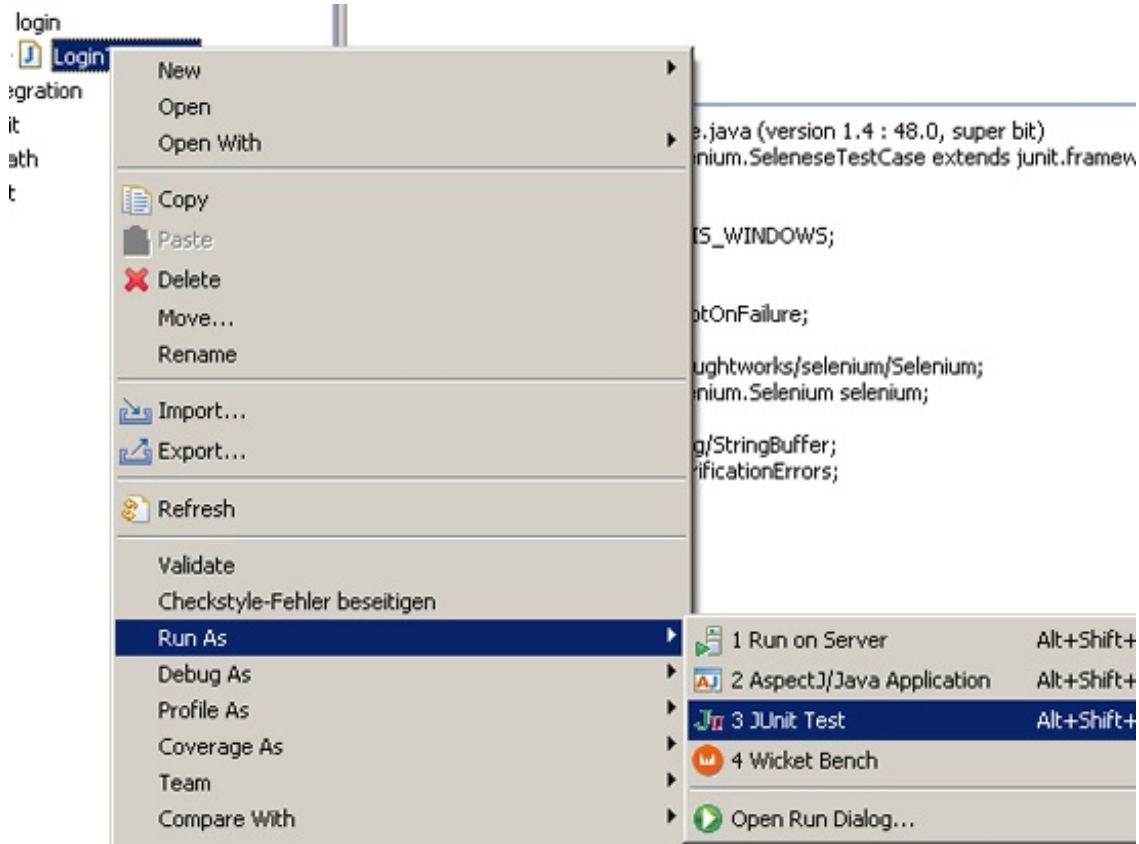 login
Login
egration
it
ath
t
New
Open
Open With
Copy
Paste
Delete
Move...
Rename
Import...
Export...
Refresh
Validate
Checkstyle-Fehler beseitigen
Run As
Debug As
Profile As
Coverage As
Team
Compare With
1 Run on Server Alt+Shift+
2 AspectJ/Java Application Alt+Shift+
3 JUnit Test Alt+Shift+
4 Wicket Bench
Open Run Dialog...
e.java (version 1.4 : 48.0, super bit)
nium.SeleneseTestCase extends junit.framew
IS_WINDOWS;
otOnFailure;
ughtworks/selenium/Selenium;
nium.Selenium selenium;
g/StringBuffer;
rificationErrors;